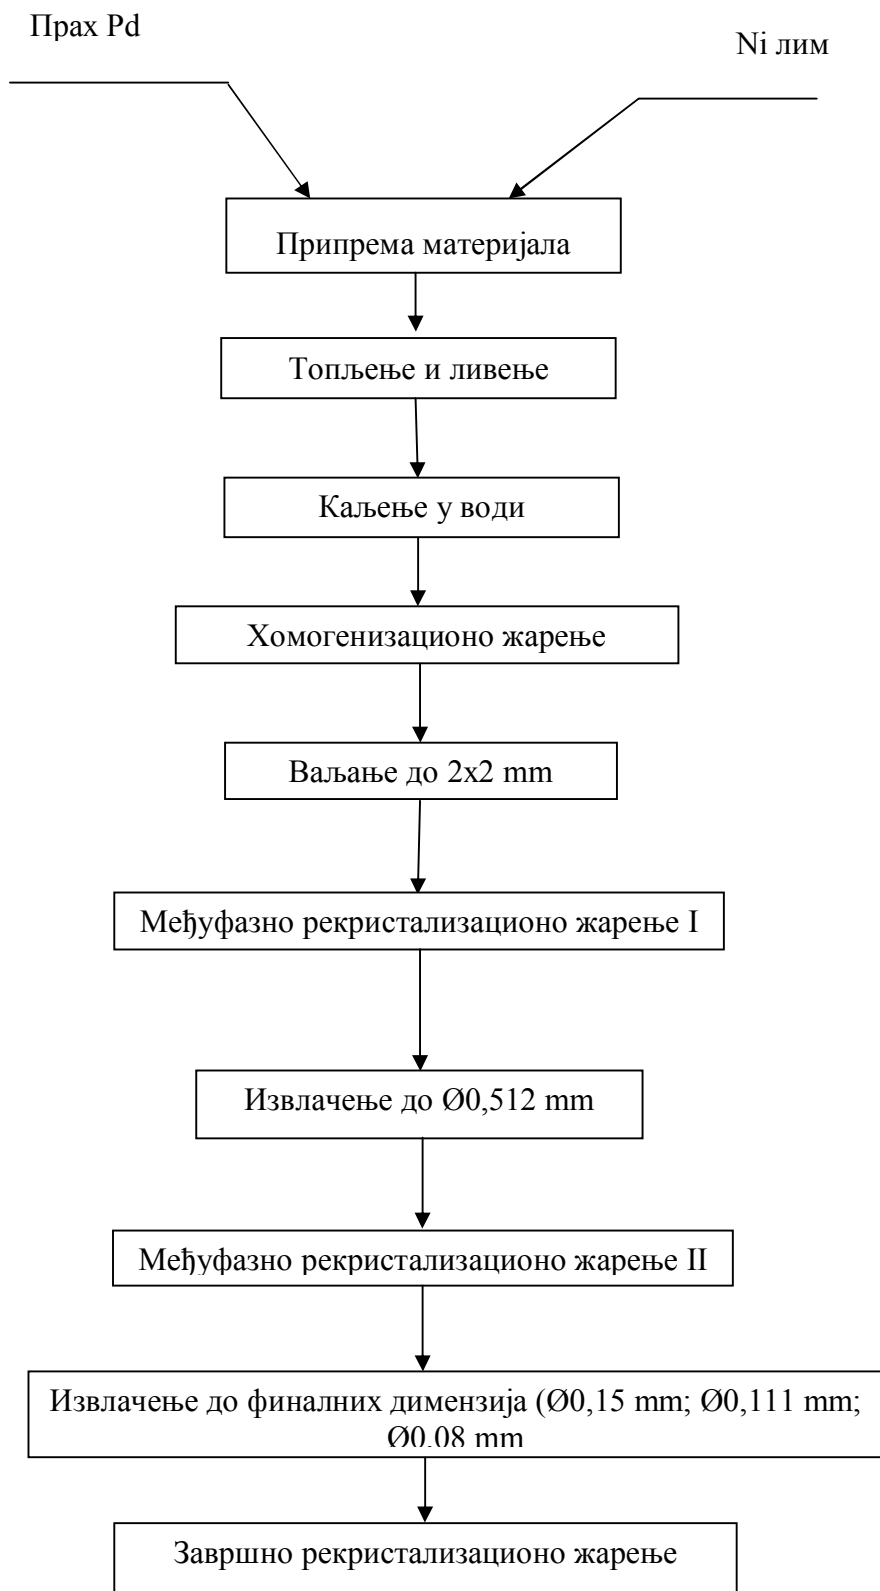 Прах Pd
Ni лим
Припрема материјала
Топљење и ливење
Каљење у води
Хомогенизационо жарење
Ваљање до 2x2 mm
Међуфазно рекристализационо жарење I
Извлачење до Ø0,512 mm
Међуфазно рекристализационо жарење II
Извлачење до финалних димензија (Ø0,15 mm; Ø0,111 mm;
Ø0,08 mm
Завршно рекристализационо жарење